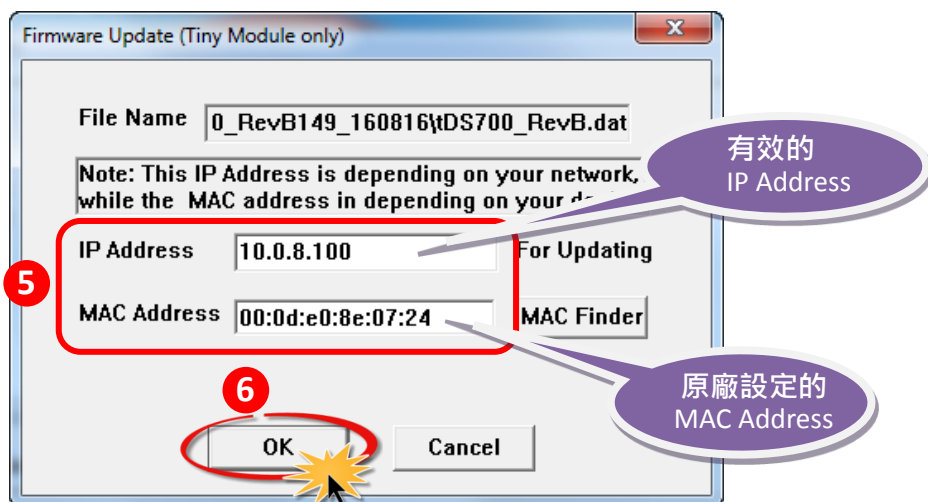 Firmware Update (Tiny Module only)
x
File Name 0_RevB149_160816\tDS700_RevB.dat
Note: This IP Address is depending on your network,
while the MAC address in depending on your
有效的
IP Address
5
IP Address 10.0.8.100 For Updating
MAC Address 00:0d:e0:8e:07:24 MAC Finder
原廠設定的
MAC Address
6
OK Cancel